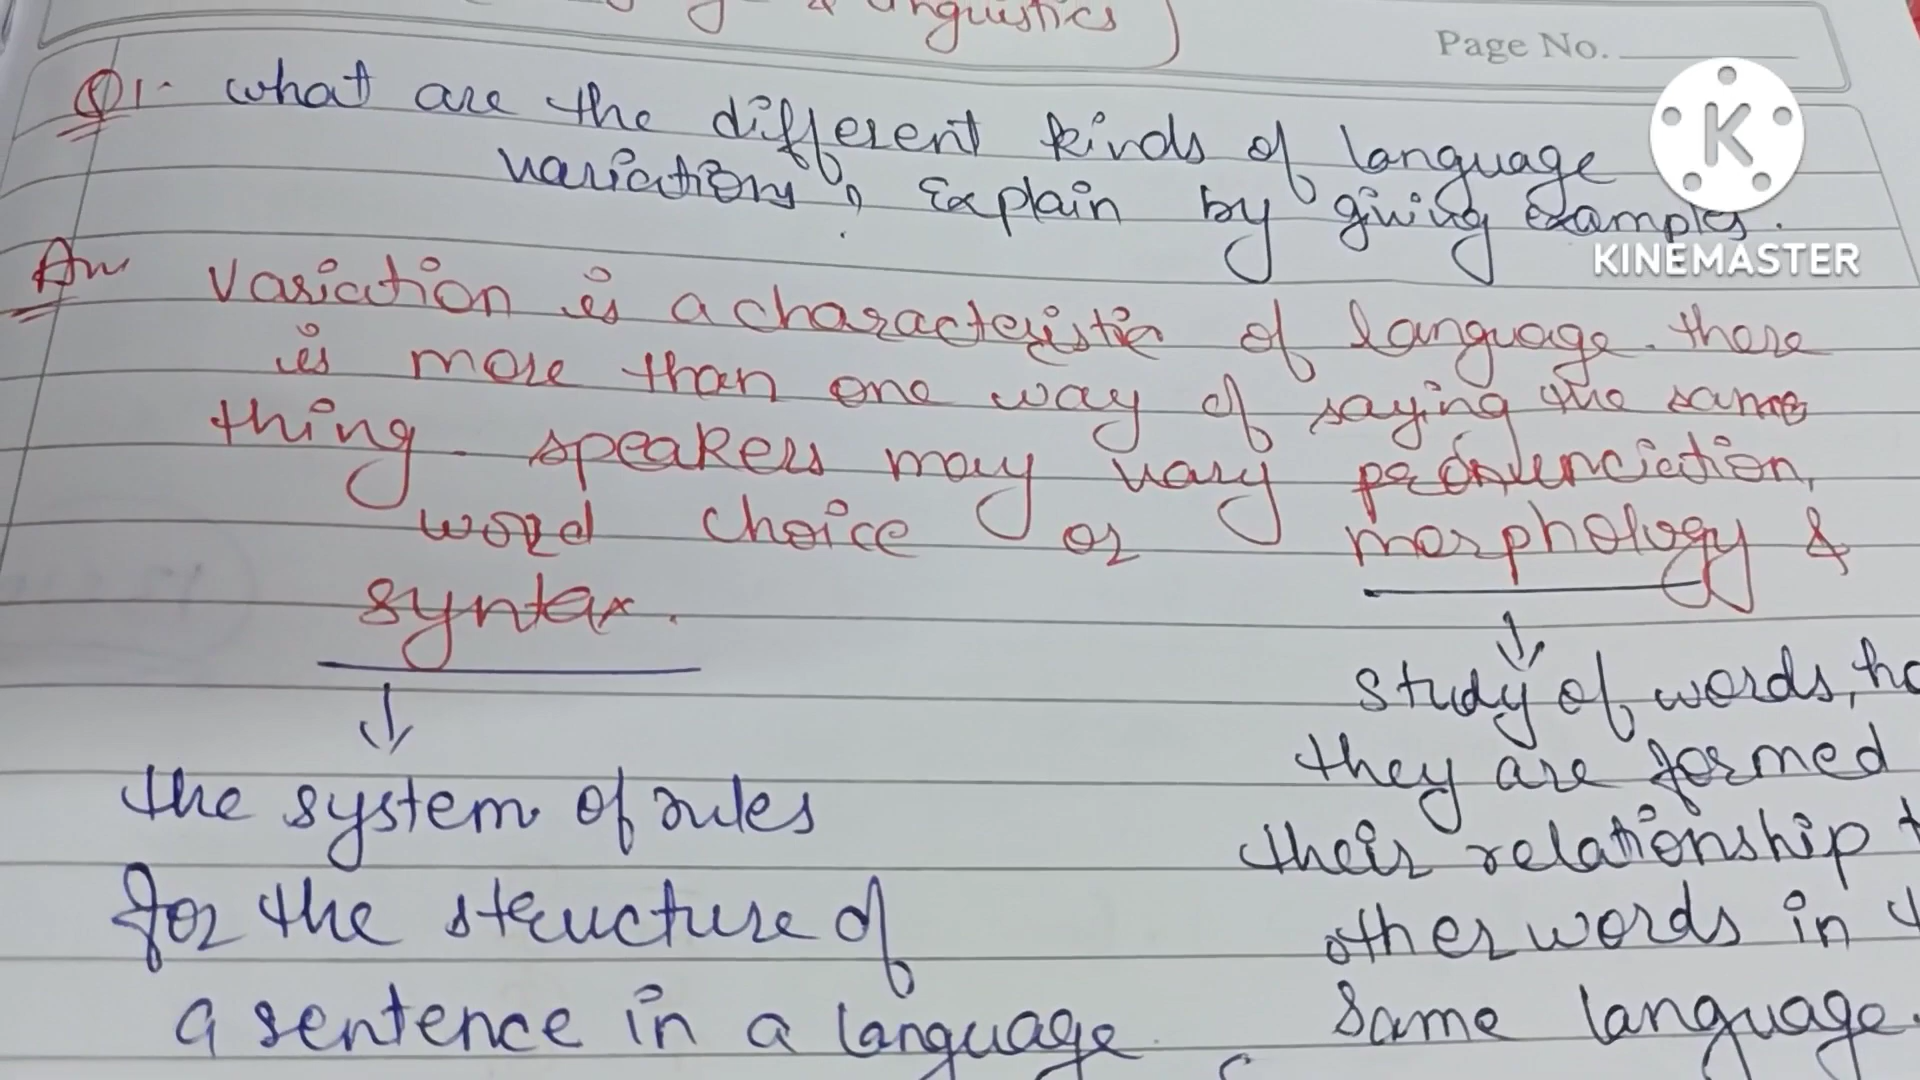 & linguistics)
Page No.
Q1. What are the different kinds of language
variations? Explain by giving examples.
K
KINEMASTER
Ans Variation is a characteristic of language. there
is more than one way of saying the same
thing. speakers may vary pronunciation,
word choice or morphology &
syntax.
study of words, ho
they are formed
their relationship t
other words in t
same language.
the system of rules
for the structure of
a sentence in a language.